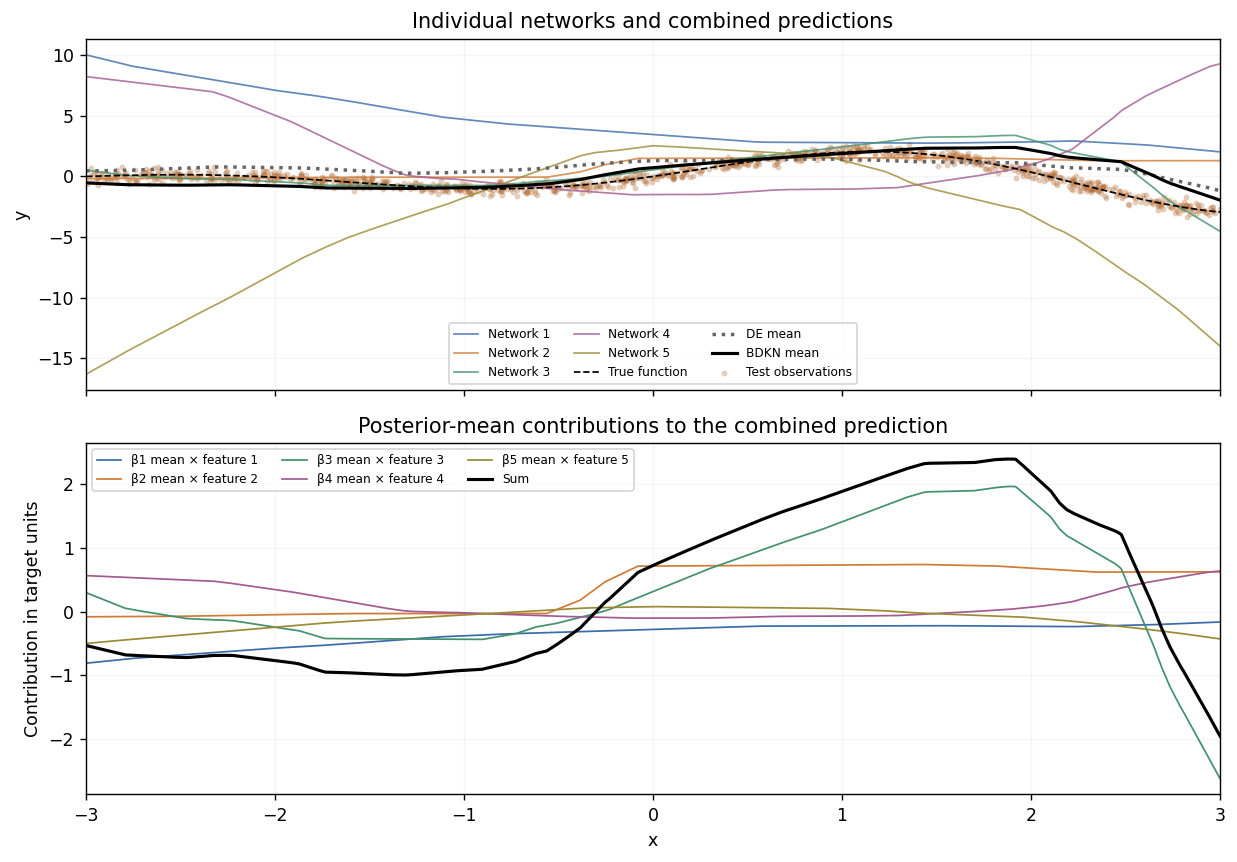 Individual networks and combined predictions
10
5
0
−5
−10
−15
y
Network 1
Network 2
Network 3
Network 4
Network 5
True function
DE mean
BDKN mean
Test observations
Posterior-mean contributions to the combined prediction
β1 mean × feature 1
β2 mean × feature 2
β3 mean × feature 3
β4 mean × feature 4
β5 mean × feature 5
Sum
2
1
0
−1
−2
Contribution in target units
−3
−2
−1
0
1
2
3
x